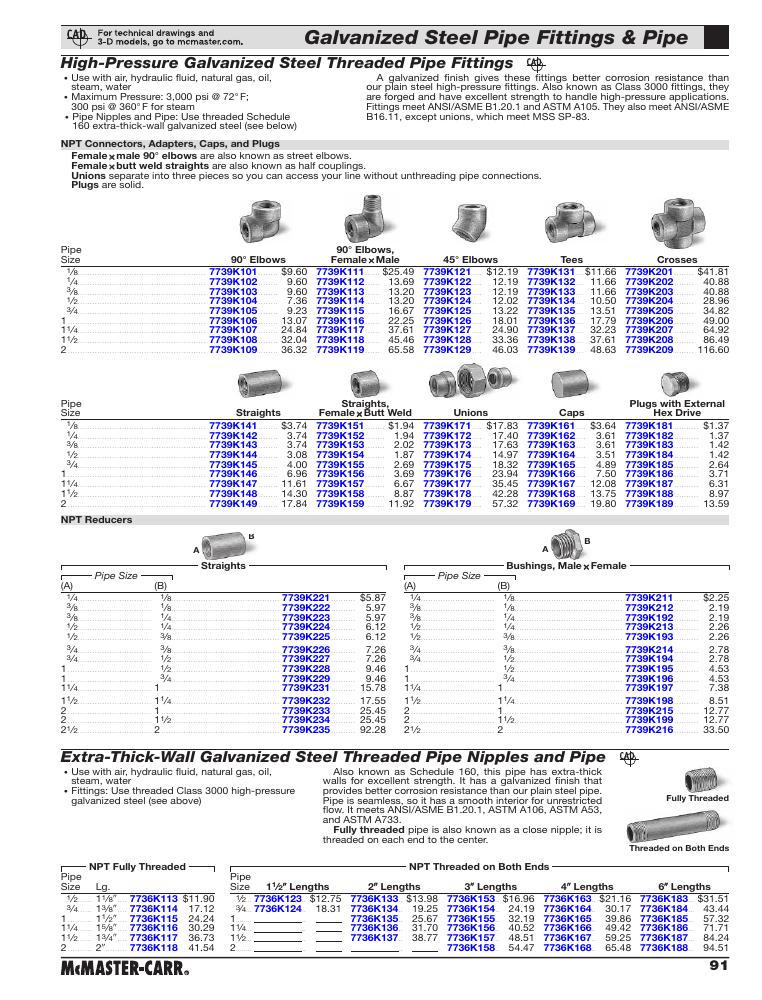 CAD
For technical drawings and
3-D models, go to mcmaster.com.
Galvanized Steel Pipe Fittings & Pipe
High-Pressure Galvanized Steel Threaded Pipe Fittings CAD
• Use with air, hydraulic fluid, natural gas, oil,
steam, water
• Maximum Pressure: 3,000 psi @ 72° F;
300 psi @ 360° F for steam
• Pipe Nipples and Pipe: Use threaded Schedule
160 extra-thick-wall galvanized steel (see below)
A galvanized finish gives these fittings better corrosion resistance than
our plain steel high-pressure fittings. Also known as Class 3000 fittings, they
are forged and have excellent strength to handle high-pressure applications.
Fittings meet ANSI/ASME B1.20.1 and ASTM A105. They also meet ANSI/ASME
B16.11, except unions, which meet MSS SP-83.
NPT Connectors, Adapters, Caps, and Plugs
Female x male 90° elbows are also known as street elbows.
Female x butt weld straights are also known as half couplings.
Unions separate into three pieces so you can access your line without unthreading pipe connections.
Plugs are solid.
Pipe 90° Elbows,
Size 90° Elbows Female x Male 45° Elbows Tees Crosses
1/8 7739K101 $9.60 7739K111 $25.49 7739K121 $12.19 7739K131 $11.66 7739K201 $41.81
1/4 7739K102 9.60 7739K112 13.69 7739K122 12.19 7739K132 11.66 7739K202 40.88
3/8 7739K103 9.60 7739K113 13.20 7739K123 12.19 7739K133 11.66 7739K203 40.88
1/2 7739K104 7.36 7739K114 13.20 7739K124 12.02 7739K134 10.50 7739K204 28.96
3/4 7739K105 9.23 7739K115 16.67 7739K125 13.22 7739K135 13.51 7739K205 34.82
1 7739K106 13.07 7739K116 22.25 7739K126 18.01 7739K136 17.79 7739K206 49.00
1 1/4 7739K107 24.84 7739K117 37.61 7739K127 24.90 7739K137 32.23 7739K207 64.92
1 1/2 7739K108 32.04 7739K118 45.46 7739K128 33.36 7739K138 37.61 7739K208 86.49
2 7739K109 36.32 7739K119 65.58 7739K129 46.03 7739K139 48.63 7739K209 116.60
Pipe Straights, Plugs with External
Size Straights Female x Butt Weld Unions Caps Hex Drive
1/8 7739K141 $3.74 7739K151 $1.94 7739K171 $17.83 7739K161 $3.64 7739K181 $1.37
1/4 7739K142 3.74 7739K152 1.94 7739K172 17.40 7739K162 3.61 7739K182 1.37
3/8 7739K143 3.74 7739K153 2.02 7739K173 17.63 7739K163 3.61 7739K183 1.42
1/2 7739K144 3.08 7739K154 1.87 7739K174 14.97 7739K164 3.51 7739K184 1.42
3/4 7739K145 4.00 7739K155 2.69 7739K175 18.32 7739K165 4.89 7739K185 2.64
1 7739K146 6.96 7739K156 3.69 7739K176 23.94 7739K166 7.50 7739K186 3.71
1 1/4 7739K147 11.61 7739K157 6.67 7739K177 35.45 7739K167 12.08 7739K187 6.31
1 1/2 7739K148 14.30 7739K158 8.87 7739K178 42.28 7739K168 13.75 7739K188 8.97
2 7739K149 17.84 7739K159 11.92 7739K179 57.32 7739K169 19.80 7739K189 13.59
NPT Reducers
A B
A B
Straights
Pipe Size
(A) (B)
1/4 1/8 7739K221 $5.87
3/8 1/8 7739K222 5.97
3/8 1/4 7739K223 5.97
1/2 1/4 7739K224 6.12
1/2 3/8 7739K225 6.12
3/4 3/8 7739K226 7.26
3/4 1/2 7739K227 7.26
1 1/2 7739K228 9.46
1 3/4 7739K229 9.46
1 1/4 1 7739K231 15.78
1 1/2 1 1/4 7739K232 17.55
2 1 7739K233 25.45
2 1 1/2 7739K234 25.45
2 1/2 2 7739K235 92.28
Bushings, Male x Female
Pipe Size
(A) (B)
1/4 1/8 7739K211 $2.25
3/8 1/8 7739K212 2.19
3/8 1/4 7739K192 2.19
1/2 1/4 7739K213 2.26
1/2 3/8 7739K193 2.26
3/4 3/8 7739K214 2.78
3/4 1/2 7739K194 2.78
1 1/2 7739K195 4.53
1 3/4 7739K196 4.53
1 1/4 1 7739K197 7.38
1 1/2 1 1/4 7739K198 8.51
2 1 7739K215 12.77
2 1 1/2 7739K199 12.77
2 1/2 2 7739K216 33.50
Extra-Thick-Wall Galvanized Steel Threaded Pipe Nipples and Pipe CAD
• Use with air, hydraulic fluid, natural gas, oil,
steam, water
• Fittings: Use threaded Class 3000 high-pressure
galvanized steel (see above)
Also known as Schedule 160, this pipe has extra-thick
walls for excellent strength. It has a galvanized finish that
provides better corrosion resistance than our plain steel pipe.
Pipe is seamless, so it has a smooth interior for unrestricted
flow. It meets ANSI/ASME B1.20.1, ASTM A106, ASTM A53,
and ASTM A733.
Fully threaded pipe is also known as a close nipple; it is
threaded on each end to the center.
Fully Threaded
Threaded on Both Ends
NPT Fully Threaded
Pipe
Size Lg.
1/2 1 1/8" 7736K113 $11.90
3/4 1 3/8" 7736K114 17.12
1 1 1/2" 7736K115 24.24
1 1/4 1 5/8" 7736K116 30.29
1 1/2 1 3/4" 7736K117 36.73
2 2" 7736K118 41.54
NPT Threaded on Both Ends
Pipe
Size 1 1/2" Lengths 2" Lengths 3" Lengths 4" Lengths 6" Lengths
1/2 7736K123 $12.75 7736K133 $13.98 7736K153 $16.96 7736K163 $21.16 7736K183 $31.51
3/4 7736K124 18.31 7736K134 19.25 7736K154 24.19 7736K164 30.17 7736K184 43.44
1 7736K135 25.67 7736K155 32.19 7736K165 39.86 7736K185 57.32
1 1/4 7736K136 31.70 7736K156 40.52 7736K166 49.42 7736K186 71.71
1 1/2 7736K137 38.77 7736K157 48.51 7736K167 59.25 7736K187 84.24
2 7736K158 54.47 7736K168 65.48 7736K188 94.51
McMASTER-CARR®
91